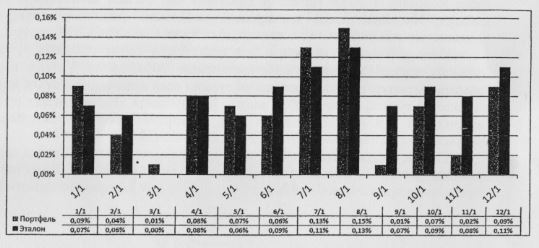 0,16%
0,14%
0,12%
0,10%
0,08%
0,06%
0,04%
0,02%
0,00%
1/1 2/1 3/1 4/1 5/1 6/1 7/1 8/1 9/1 10/1 11/1 12/1
1/1 2/1 3/1 4/1 5/1 6/1 7/1 8/1 9/1 10/1 11/1 12/1
Портфель 0,09% 0,04% 0,01% 0,08% 0,07% 0,06% 0,13% 0,15% 0,01% 0,07% 0,02% 0,09%
Эталон 0,07% 0,06% 0,00% 0,08% 0,06% 0,09% 0,11% 0,13% 0,07% 0,09% 0,08% 0,11%